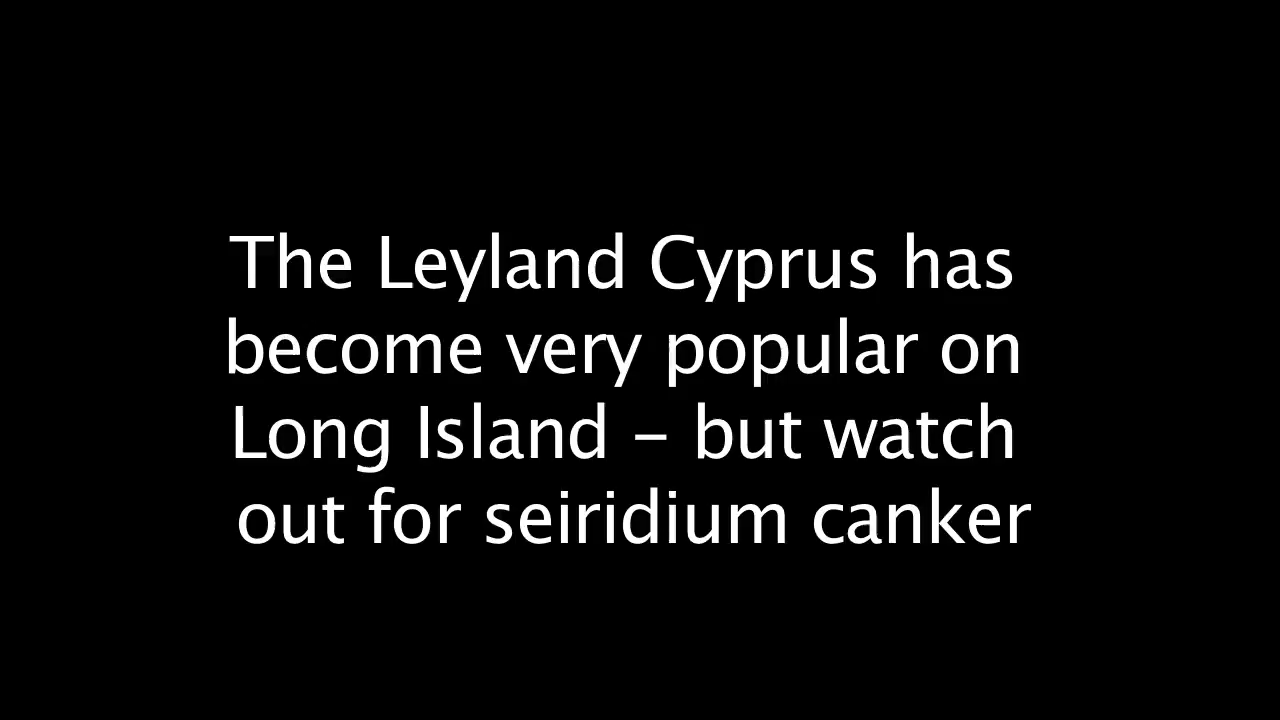 The Leyland Cyprus has
become very popular on
Long Island – but watch
out for seiridium canker